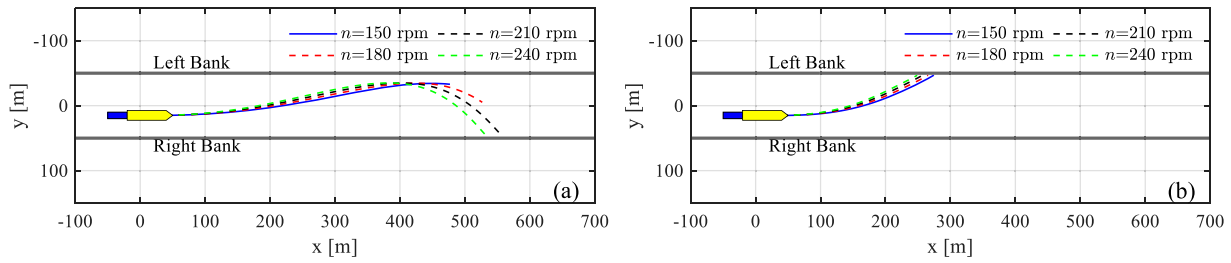 n=150 rpm n=210 rpm
n=180 rpm n=240 rpm
-100
Left Bank
0
y [m]
Right Bank
100
(a)
-100 0 100 200 300 400 500 600 700
x [m]
n=150 rpm n=210 rpm
n=180 rpm n=240 rpm
-100
Left Bank
0
y [m]
Right Bank
100
(b)
-100 0 100 200 300 400 500 600 700
x [m]